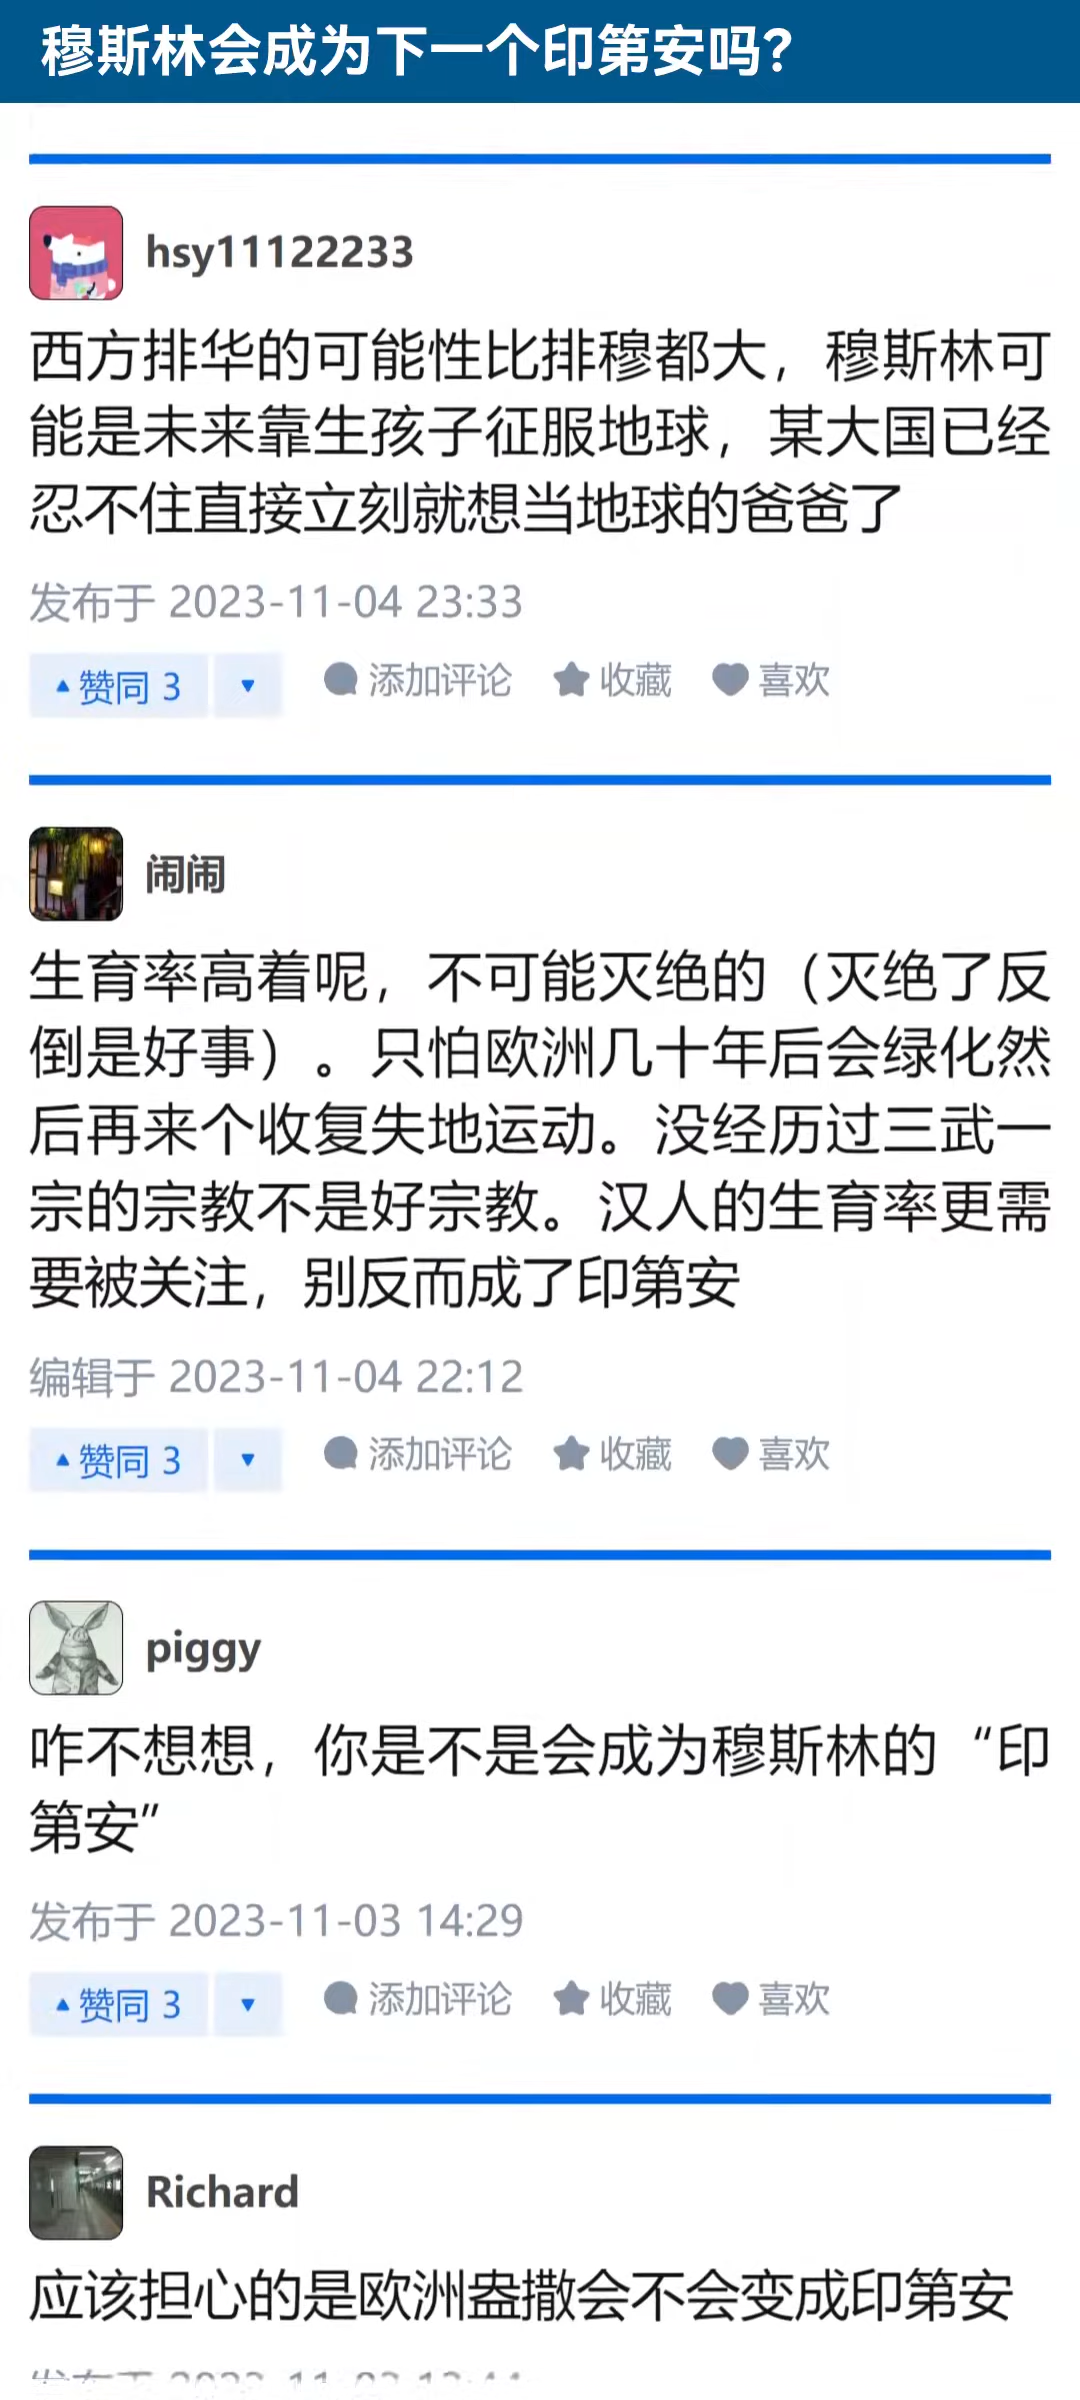 穆斯林会成为下一个印第安吗?
hsy11122233
西方排华的可能性比排穆都大，穆斯林可
能是未来靠生孩子征服地球，某大国已经
忍不住直接立刻就想当地球的爸爸了
发布于 2023-11-04 23:33
赞同 3 添加评论 收藏 喜欢
闹闹
生育率高着呢，不可能灭绝的（灭绝了反
倒是好事）。只怕欧洲几十年后会绿化然
后再来个收复失地运动。没经历过三武一
宗的宗教不是好宗教。汉人的生育率更需
要被关注，别反而成了印第安
编辑于 2023-11-04 22:12
赞同 3 添加评论 收藏 喜欢
piggy
咋不想想，你是不是会成为穆斯林的“印
第安”
发布于 2023-11-03 14:29
赞同 3 添加评论 收藏 喜欢
Richard
应该担心的是欧洲盎撒会不会变成印第安